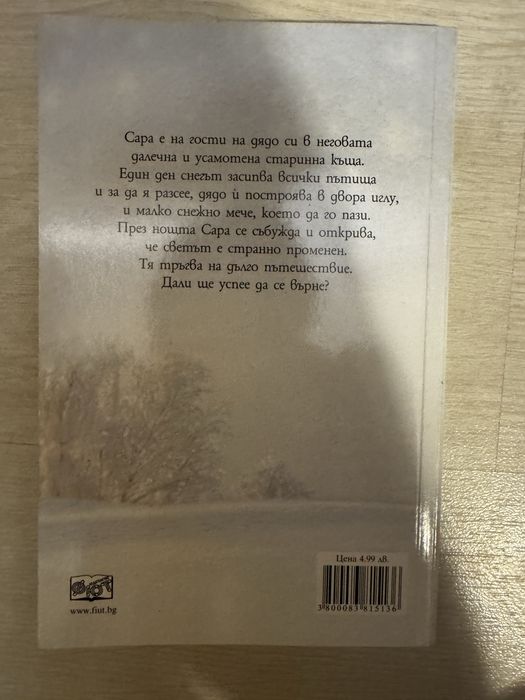 Сара е на гости на дядо си в неговата
далечна и усамотена старинна къща.
Един ден снегът засипва всички пътища
и за да я разсее, дядо ѝ построява в двора иглу,
и малко снежно мече, което да го пази.
През нощта Сара се събужда и открива,
че светът е странно променен.
Тя тръгва на дълго пътешествие.
Дали ще успее да се върне?
Цена 4.99 лв.
3800083815136
www.fiut.bg